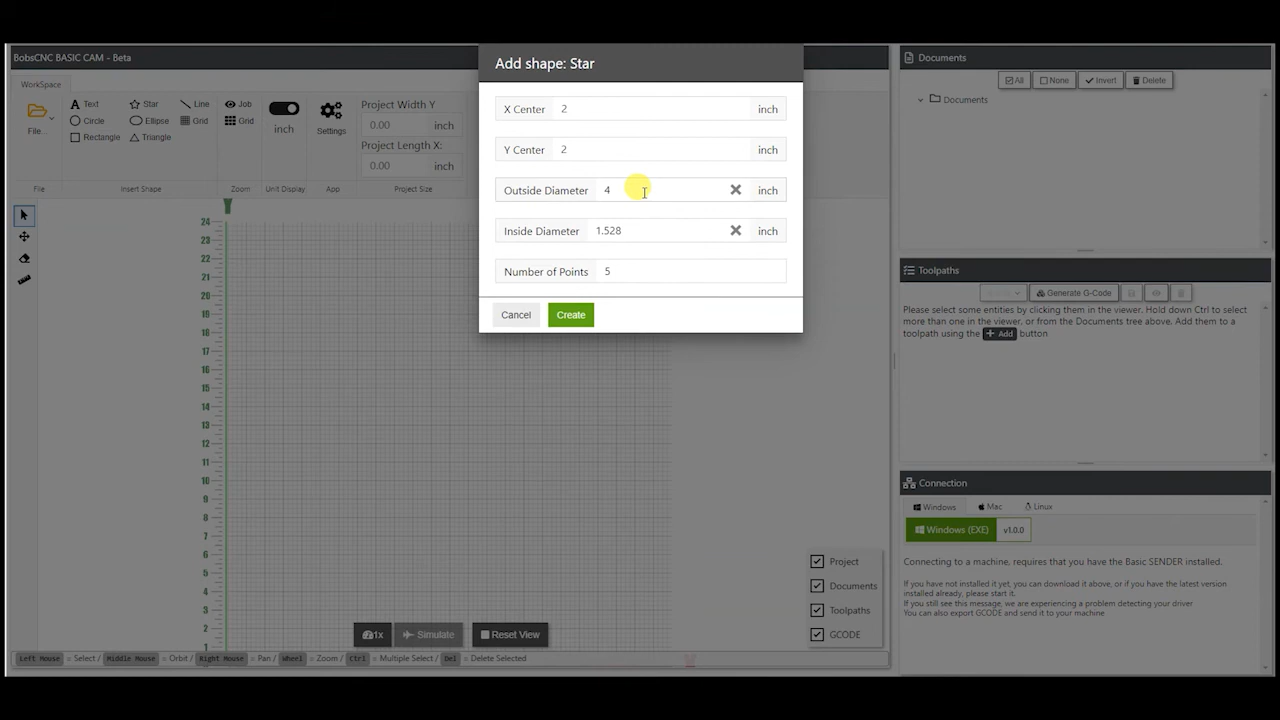 BobsCNC BASIC CAM - Beta
WorkSpace
File...
File
Text
Star
Line
Circle
Ellipse
Grid
Rectangle
Triangle
Insert Shape
Job
Grid
Zoom
inch
Unit Display
Settings
App
Project Width Y
0.00 inch
Project Length X:
0.00 inch
Project Size
Add shape: Star
X Center 2 inch
Y Center 2 inch
Outside Diameter 4 inch
Inside Diameter 1.528 inch
Number of Points 5
Cancel Create
24
23
22
21
20
19
18
17
16
15
14
13
12
11
10
9
8
7
6
5
4
3
2
1
Project
Documents
Toolpaths
GCODE
1x Simulate Reset View
Left Mouse = Select / Middle Mouse = Orbit / Right Mouse = Pan / Wheel = Zoom / Ctrl = Multiple Select / Del = Delete Selected
Documents
All None Invert Delete
Documents
Toolpaths
Generate G-Code
Please select some entities by clicking them in the viewer. Hold down Ctrl to select
more than one in the viewer, or from the Documents tree above. Add them to a
toolpath using the + Add button
Connection
Windows Mac Linux
Windows (EXE) v1.0.0
Connecting to a machine, requires that you have the Basic SENDER installed.
If you have not installed it yet, you can download it above, or if you have the latest version
installed already, please start it.
If you still see this message, we are experiencing a problem detecting your driver
You can also export GCODE and send it to your machine